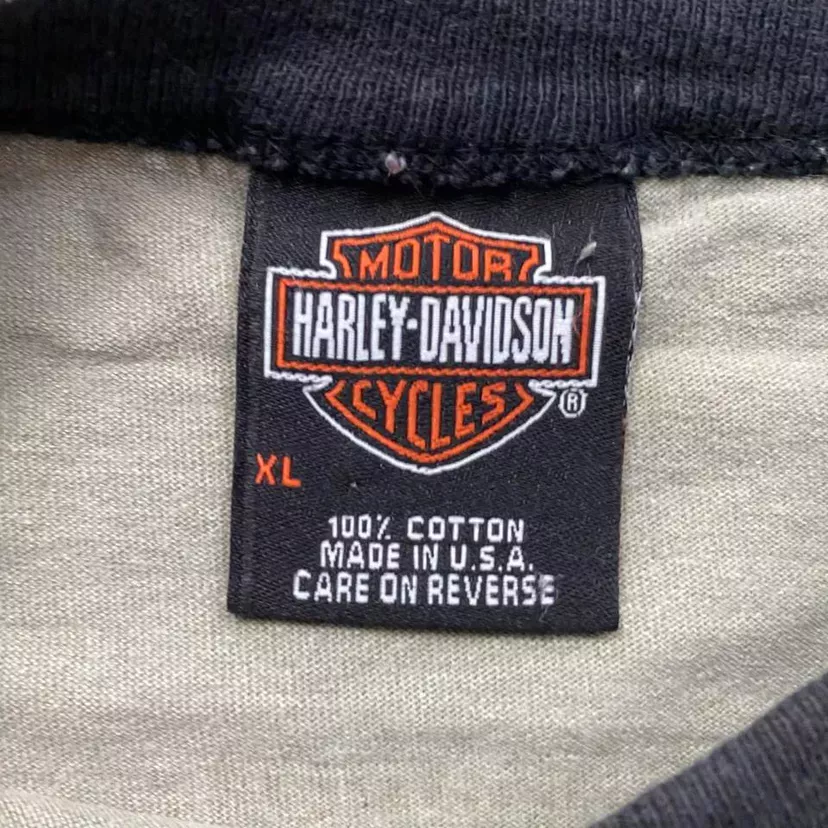 MOTOR
HARLEY-DAVIDSON
CYCLES
®
XL
100% COTTON
MADE IN U.S.A.
CARE ON REVERSE